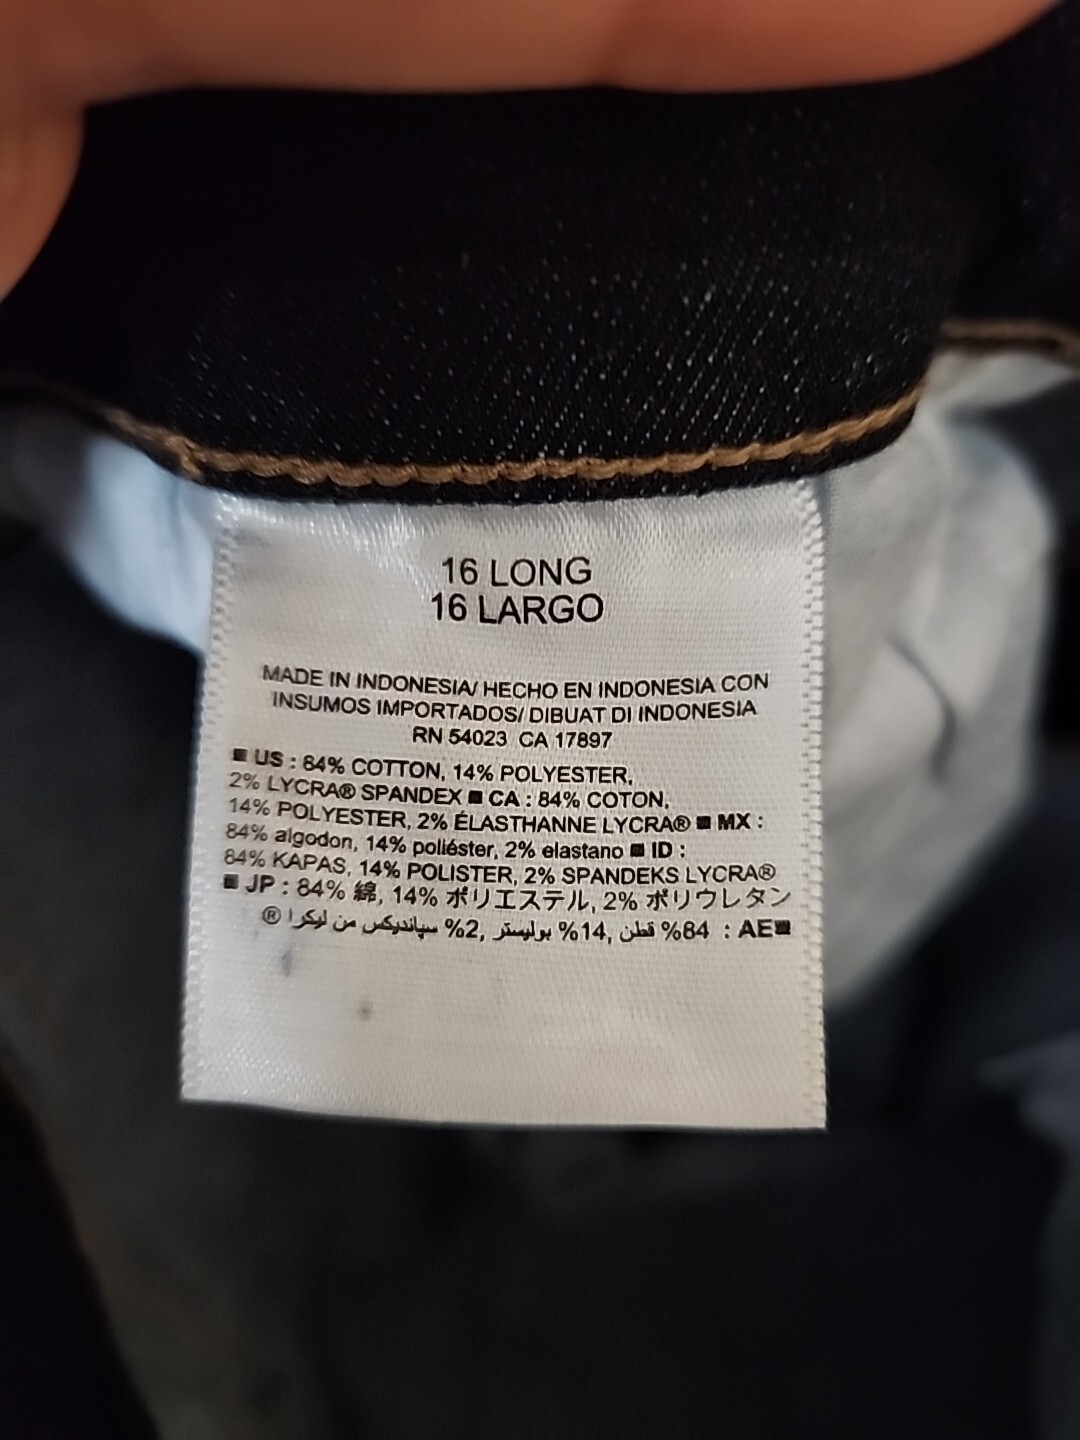 16 LONG
16 LARGO
MADE IN INDONESIA/ HECHO EN INDONESIA CON
INSUMOS IMPORTADOS/ DIBUAT DI INDONESIA
RN 54023 CA 17897
■ US : 84% COTTON, 14% POLYESTER,
2% LYCRA® SPANDEX ■ CA : 84% COTON,
14% POLYESTER, 2% ÉLASTHANNE LYCRA® ■ MX :
84% algodon, 14% poliéster, 2% elastano ■ ID :
84% KAPAS, 14% POLISTER, 2% SPANDEKS LYCRA®
■ JP : 84% 綿, 14% ポリエステル, 2% ポリウレタン
■AE : 84% قطن, 14% بوليستر, 2% سباندیکس من ليكرا ®